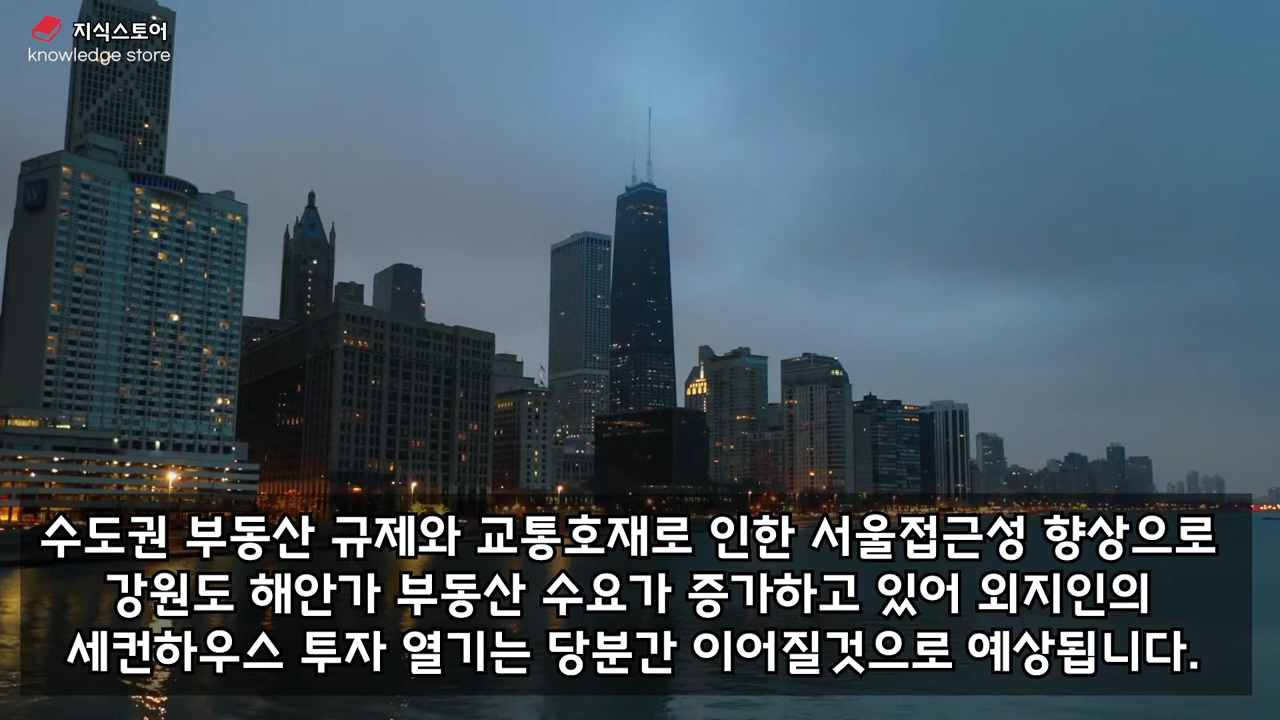 지식스토어
knowledge store
수도권 부동산 규제와 교통호재로 인한 서울접근성 향상으로
강원도 해안가 부동산 수요가 증가하고 있어 외지인의
세컨하우스 투자 열기는 당분간 이어질것으로 예상됩니다.